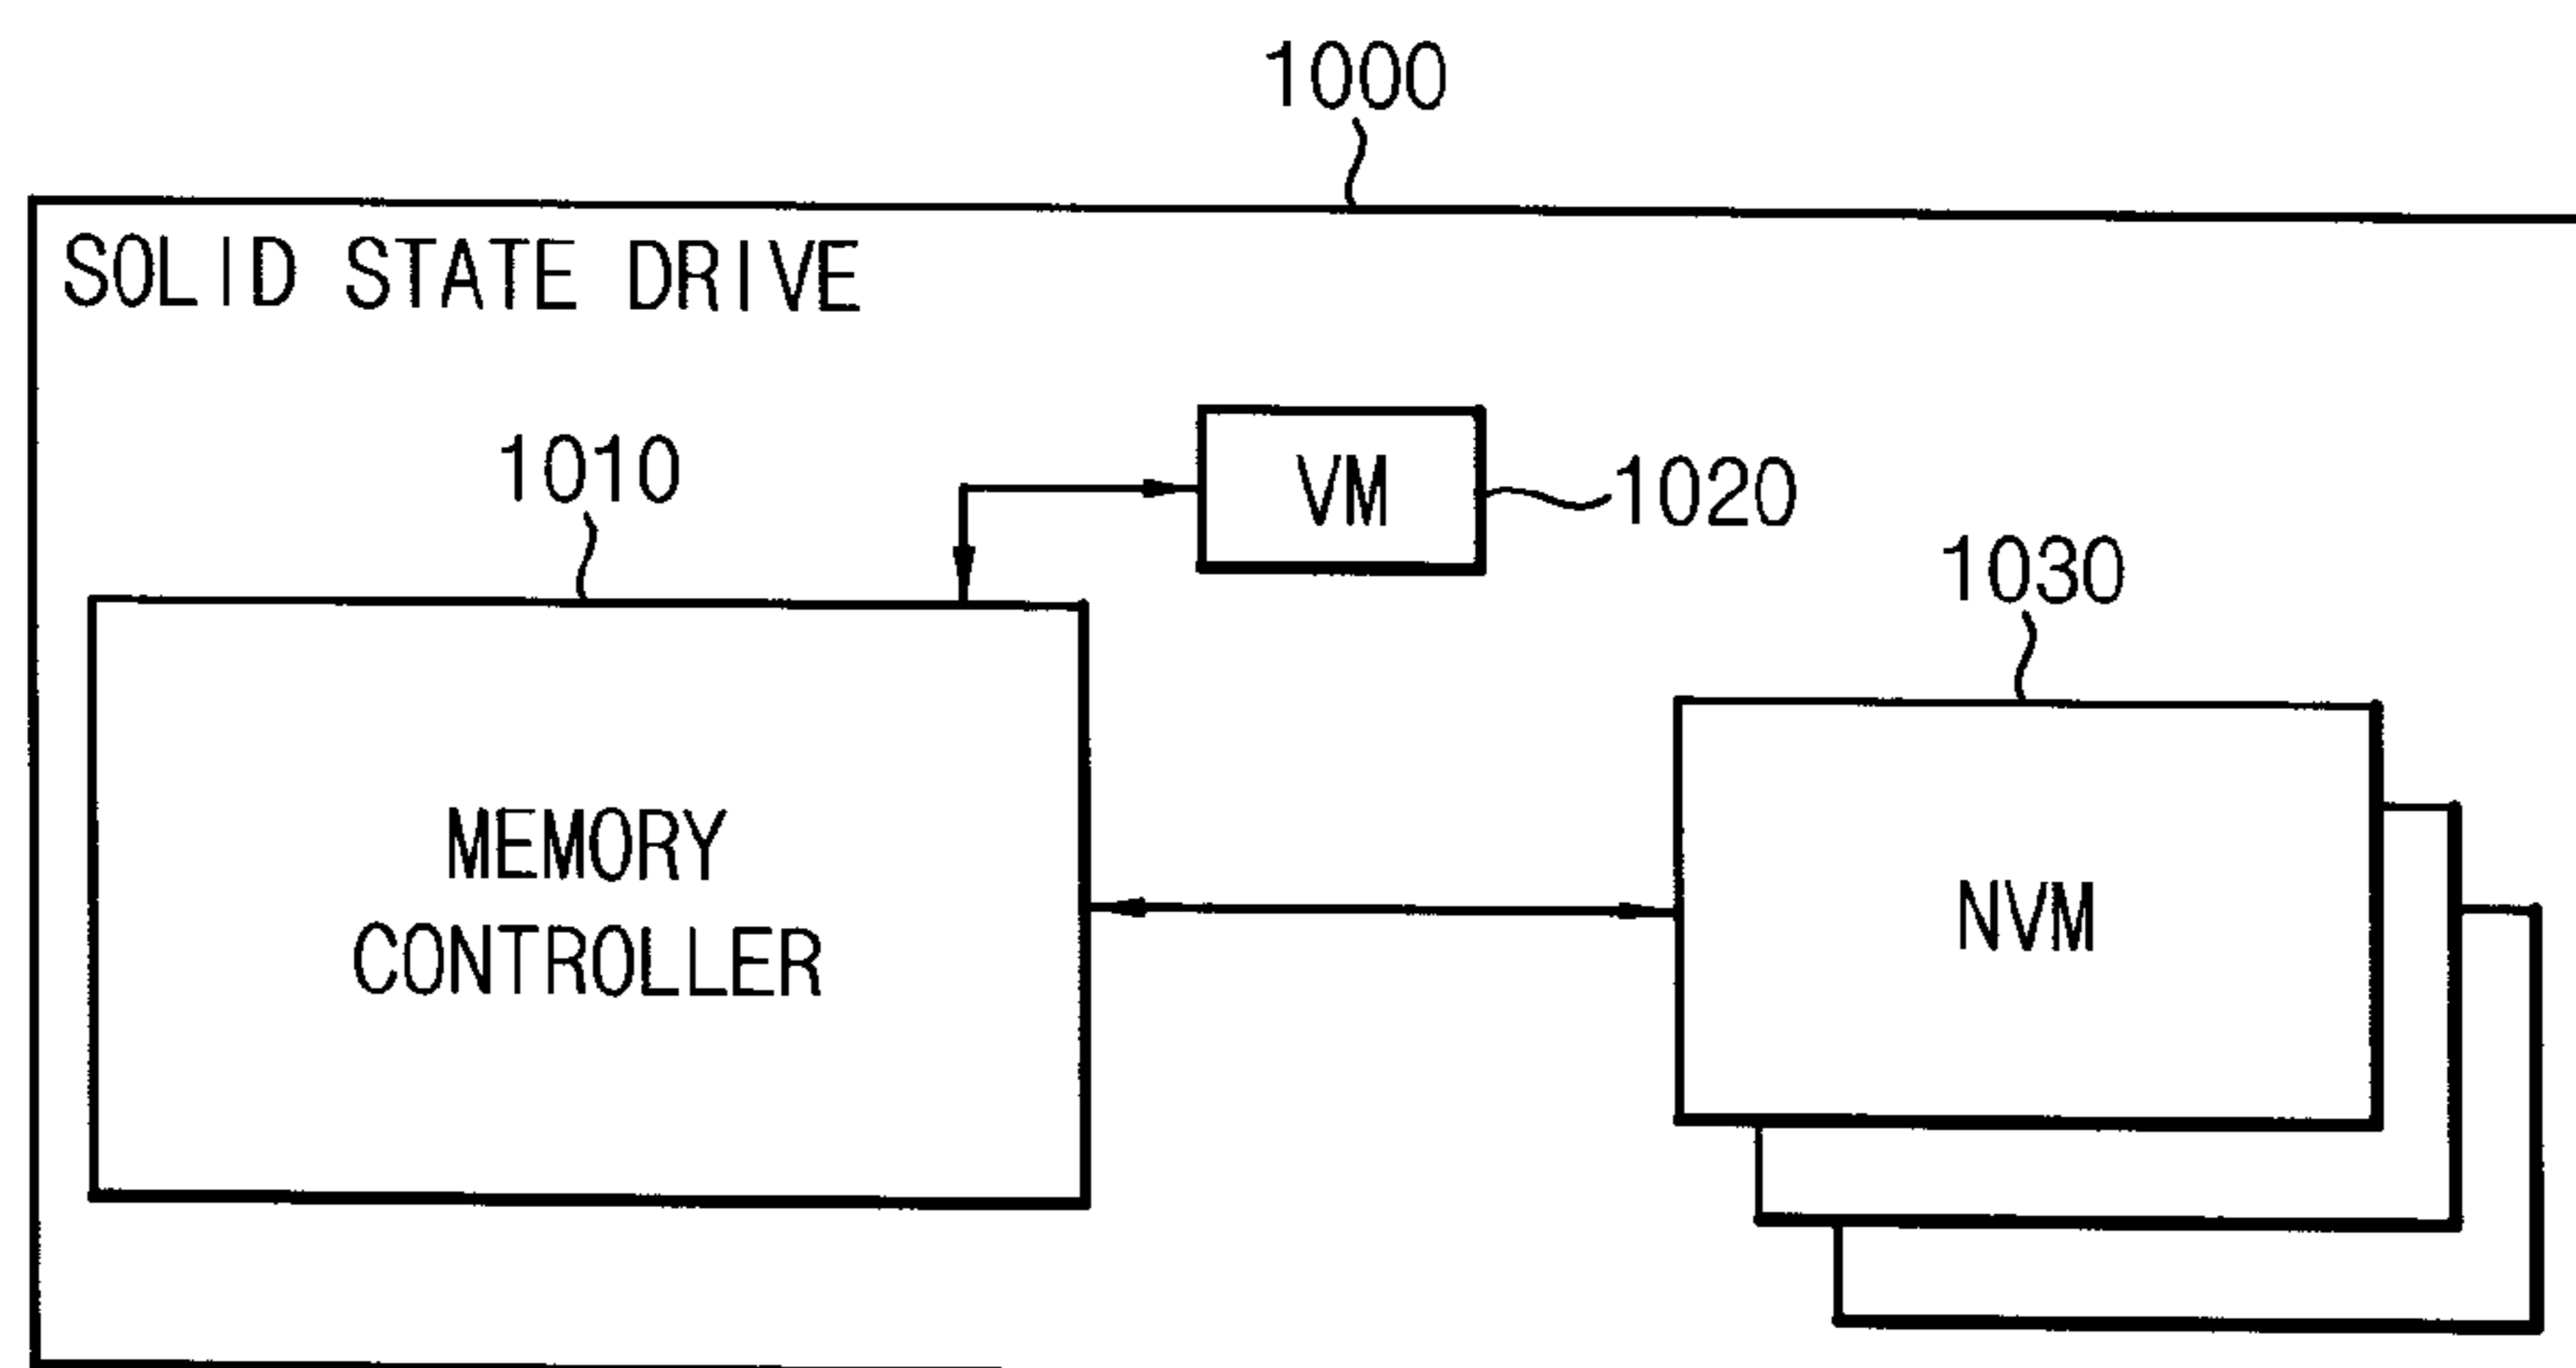 1000
SOLID STATE DRIVE
1010
VM
1020
1030
MEMORY
CONTROLLER
NVM